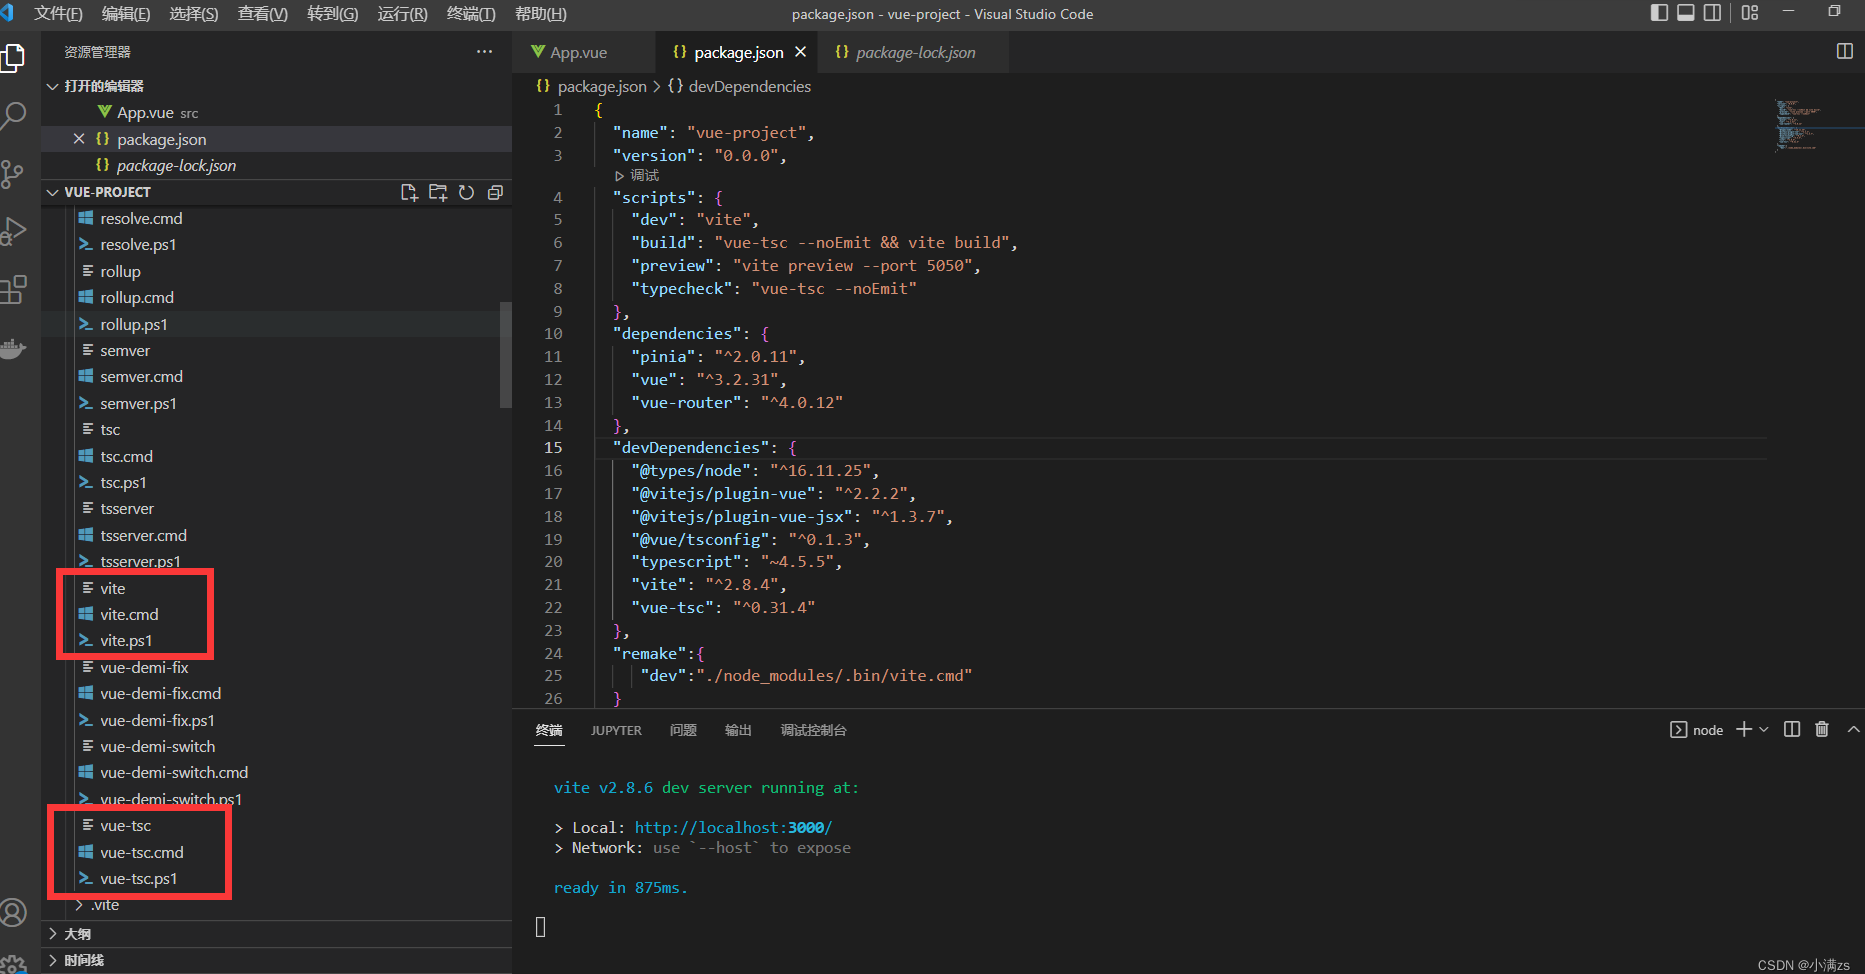 文件(F) 编辑(E) 选择(S) 查看(V) 转到(G) 运行(R) 终端(T) 帮助(H)
package.json - vue-project - Visual Studio Code
资源管理器
打开的编辑器
App.vue src
package.json
package-lock.json
VUE-PROJECT
resolve.cmd
resolve.ps1
rollup
rollup.cmd
rollup.ps1
semver
semver.cmd
semver.ps1
tsc
tsc.cmd
tsc.ps1
tsserver
tsserver.cmd
tsserver.ps1
vite
vite.cmd
vite.ps1
vue-demi-fix
vue-demi-fix.cmd
vue-demi-fix.ps1
vue-demi-switch
vue-demi-switch.cmd
vue-demi-switch.ps1
vue-tsc
vue-tsc.cmd
vue-tsc.ps1
.vite
大纲
时间线
App.vue
{} package.json
{} package-lock.json
{} package.json > {} devDependencies
1 {
2 "name": "vue-project",
3 "version": "0.0.0",
调试
4 "scripts": {
5 "dev": "vite",
6 "build": "vue-tsc --noEmit && vite build",
7 "preview": "vite preview --port 5050",
8 "typecheck": "vue-tsc --noEmit"
9 },
10 "dependencies": {
11 "pinia": "^2.0.11",
12 "vue": "^3.2.31",
13 "vue-router": "^4.0.12"
14 },
15 "devDependencies": {
16 "@types/node": "^16.11.25",
17 "@vitejs/plugin-vue": "^2.2.2",
18 "@vitejs/plugin-vue-jsx": "^1.3.7",
19 "@vue/tsconfig": "^0.1.3",
20 "typescript": "~4.5.5",
21 "vite": "^2.8.4",
22 "vue-tsc": "^0.31.4"
23 },
24 "remake":{
25 "dev":"./node_modules/.bin/vite.cmd"
26 }
终端 JUPYTER 问题 输出 调试控制台
node
vite v2.8.6 dev server running at:
> Local: http://localhost:3000/
> Network: use `--host` to expose
ready in 875ms.
CSDN @小满zs